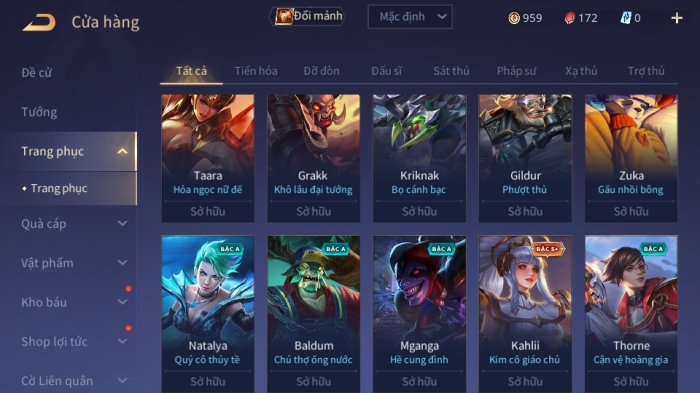 Cửa hàng
Đổi mảnh
Mặc định
959
172
0
Đề cử
Tướng
Trang phục
Trang phục
Quà cáp
Vật phẩm
Kho báu
Shop lợi tức
Cờ Liên quân
Tất cả Tiến hóa Đỡ đòn Đấu sĩ Sát thủ Pháp sư Xạ thủ Trợ thủ
Taara
Hỏa ngọc nữ đế
Sở hữu
Grakk
Khô lâu đại tướng
Sở hữu
Kriknak
Bọ cánh bạc
Sở hữu
Gildur
Phượt thủ
Sở hữu
Zuka
Gấu nhồi bông
Sở hữu
BẬC A
Natalya
Quý cô thủy tề
Sở hữu
BẬC A
Baldum
Chú thợ ống nước
Sở hữu
BẬC A
Mganga
Hề cung đình
Sở hữu
BẬC S+
Kahlii
Kim cô giáo chủ
Sở hữu
BẬC A
Thorne
Cận vệ hoàng gia
Sở hữu